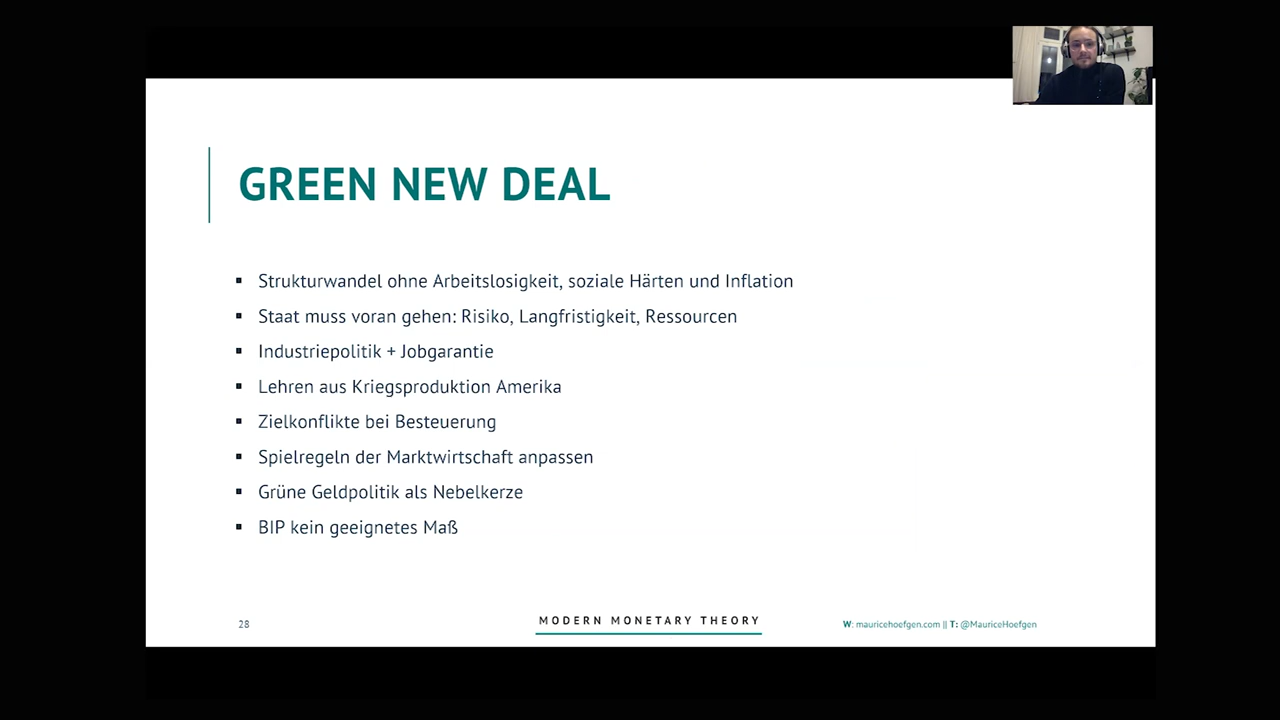 GREEN NEW DEAL
▪ Strukturwandel ohne Arbeitslosigkeit, soziale Härten und Inflation
▪ Staat muss voran gehen: Risiko, Langfristigkeit, Ressourcen
▪ Industriepolitik + Jobgarantie
▪ Lehren aus Kriegsproduktion Amerika
▪ Zielkonflikte bei Besteuerung
▪ Spielregeln der Marktwirtschaft anpassen
▪ Grüne Geldpolitik als Nebelkerze
▪ BIP kein geeignetes Maß
28
MODERN MONETARY THEORY
W: mauricehoefgen.com || T: @MauriceHoefgen